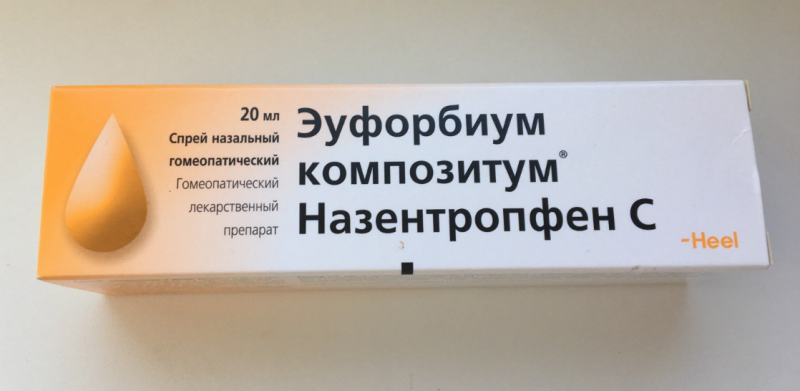 20 мл
Спрей назальный
гомеопатический
Гомеопатический
лекарственный
препарат
Эуфорбиум
композитум®
Назентропфен С
-Heel